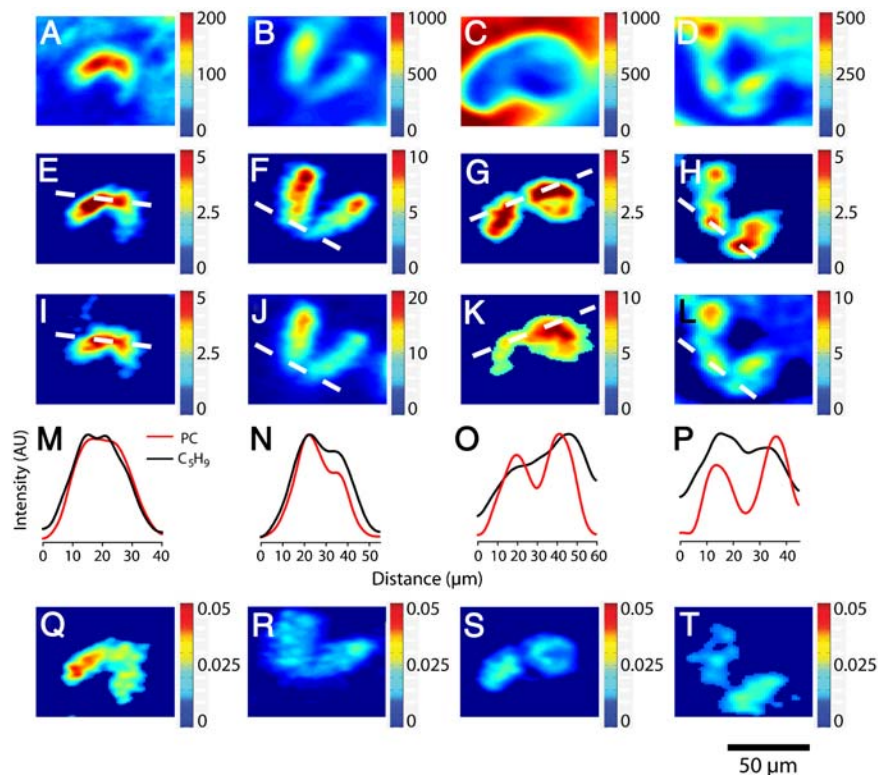 A 200 100 0
B 1000 500 0
C 1000 500 0
D 500 250 0
E 5 2.5 0
F 10 5 0
G 5 2.5 0
H 5 2.5 0
I 5 2.5 0
J 20 10 0
K 10 5 0
L 10 5 0
M PC C₅H₉
N
O
P
Intensity (AU)
0 10 20 30 40
0 10 20 30 40 50
0 10 20 30 40 50 60
0 10 20 30 40
Distance (µm)
Q 0.05 0.025 0
R 0.05 0.025 0
S 0.05 0.025 0
T 0.05 0.025 0
50 µm